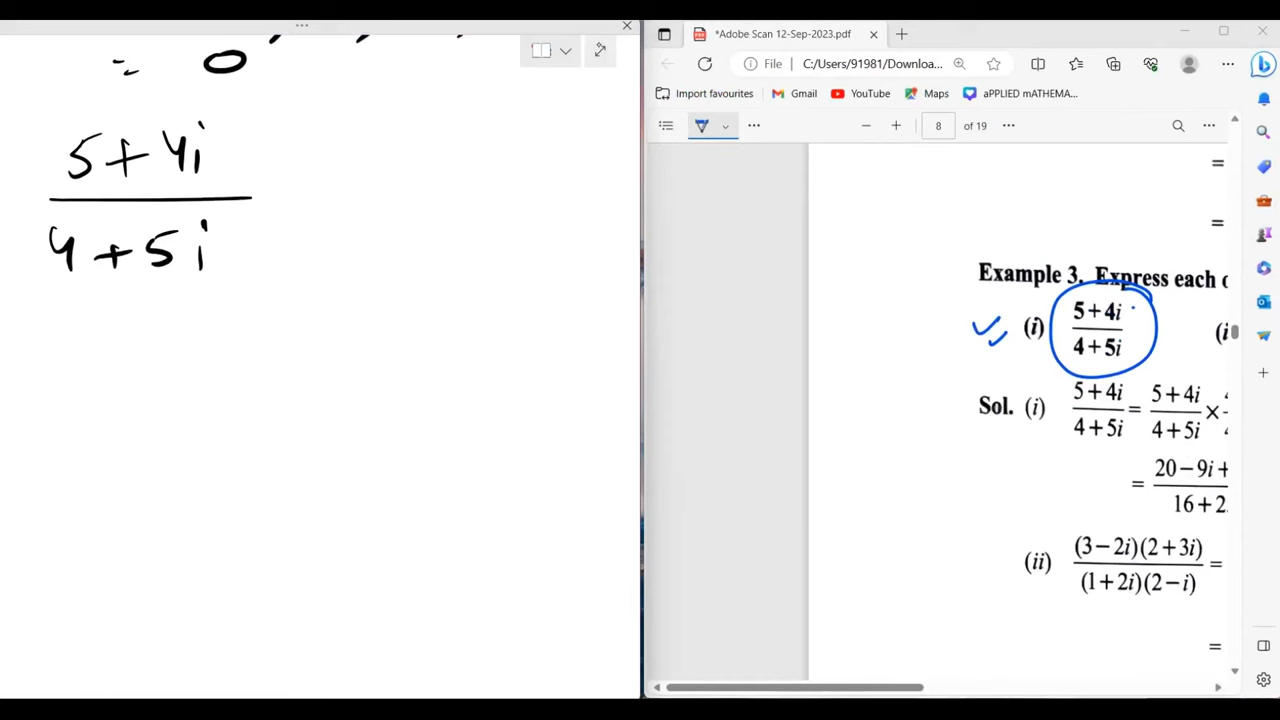 = 0
5+4i
4+5i
*Adobe Scan 12-Sep-2023.pdf
File C:/Users/91981/Downloa...
Import favourites Gmail YouTube Maps aPPLIED mATHEMA...
8 of 19
=
=
Example 3. Express each o
(i) 5+4i
4+5i
(i
Sol. (i) 5+4i = 5+4i ×
4+5i 4+5i
= 20-9i+
16+2
(ii) (3-2i)(2+3i) =
(1+2i)(2-i)
=